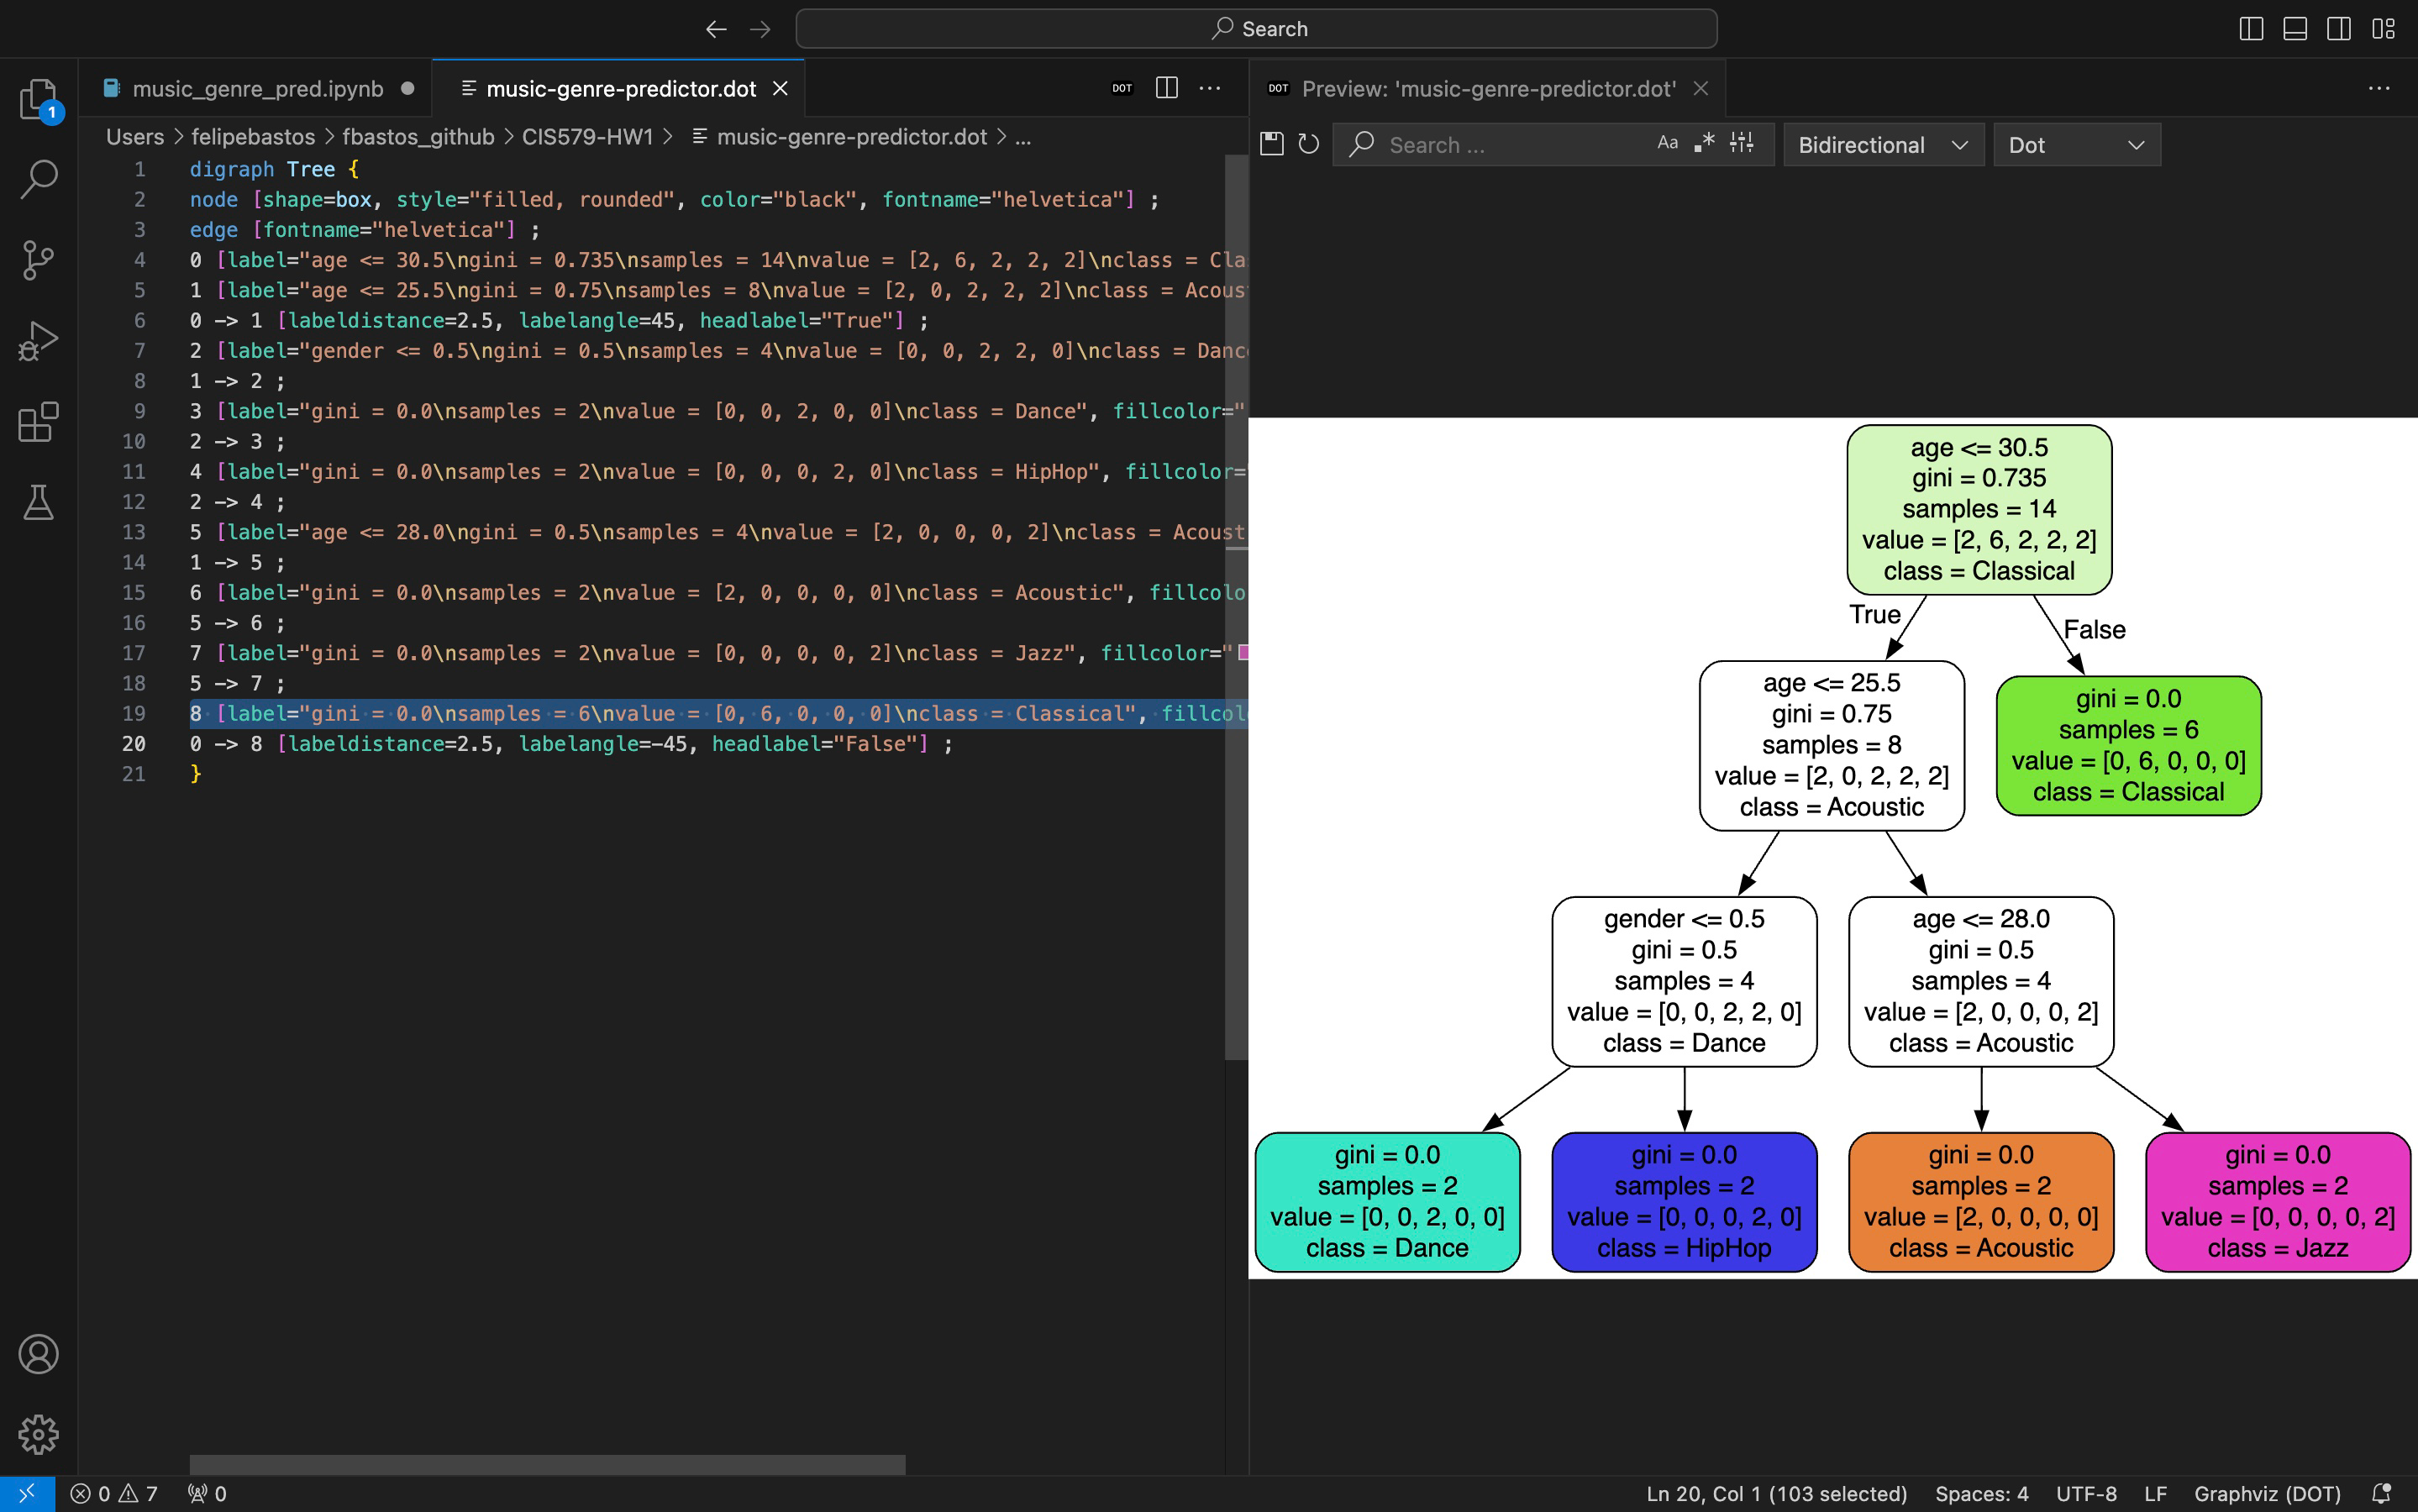 Search
1
music_genre_pred.ipynb
music-genre-predictor.dot
DOT
DOT Preview: 'music-genre-predictor.dot'
Users > felipebastos > fbastos_github > CIS579-HW1 > music-genre-predictor.dot > ...
Search ... Aa .* Bidirectional Dot
1 digraph Tree {
2 node [shape=box, style="filled, rounded", color="black", fontname="helvetica"] ;
3 edge [fontname="helvetica"] ;
4 0 [label="age <= 30.5\ngini = 0.735\nsamples = 14\nvalue = [2, 6, 2, 2, 2]\nclass = Cla
5 1 [label="age <= 25.5\ngini = 0.75\nsamples = 8\nvalue = [2, 0, 2, 2, 2]\nclass = Acous
6 0 -> 1 [labeldistance=2.5, labelangle=45, headlabel="True"] ;
7 2 [label="gender <= 0.5\ngini = 0.5\nsamples = 4\nvalue = [0, 0, 2, 2, 0]\nclass = Danc
8 1 -> 2 ;
9 3 [label="gini = 0.0\nsamples = 2\nvalue = [0, 0, 2, 0, 0]\nclass = Dance", fillcolor="
10 2 -> 3 ;
11 4 [label="gini = 0.0\nsamples = 2\nvalue = [0, 0, 0, 2, 0]\nclass = HipHop", fillcolor=
12 2 -> 4 ;
13 5 [label="age <= 28.0\ngini = 0.5\nsamples = 4\nvalue = [2, 0, 0, 0, 2]\nclass = Acoust
14 1 -> 5 ;
15 6 [label="gini = 0.0\nsamples = 2\nvalue = [2, 0, 0, 0, 0]\nclass = Acoustic", fillcolo
16 5 -> 6 ;
17 7 [label="gini = 0.0\nsamples = 2\nvalue = [0, 0, 0, 0, 2]\nclass = Jazz", fillcolor="
18 5 -> 7 ;
19 8 [label="gini = 0.0\nsamples = 6\nvalue = [0, 6, 0, 0, 0]\nclass = Classical", fillcol
20 0 -> 8 [labeldistance=2.5, labelangle=-45, headlabel="False"] ;
21 }
age <= 30.5
gini = 0.735
samples = 14
value = [2, 6, 2, 2, 2]
class = Classical
True
False
age <= 25.5
gini = 0.75
samples = 8
value = [2, 0, 2, 2, 2]
class = Acoustic
gini = 0.0
samples = 6
value = [0, 6, 0, 0, 0]
class = Classical
gender <= 0.5
gini = 0.5
samples = 4
value = [0, 0, 2, 2, 0]
class = Dance
age <= 28.0
gini = 0.5
samples = 4
value = [2, 0, 0, 0, 2]
class = Acoustic
gini = 0.0
samples = 2
value = [0, 0, 2, 0, 0]
class = Dance
gini = 0.0
samples = 2
value = [0, 0, 0, 2, 0]
class = HipHop
gini = 0.0
samples = 2
value = [2, 0, 0, 0, 0]
class = Acoustic
gini = 0.0
samples = 2
value = [0, 0, 0, 0, 2]
class = Jazz
0 7 0
Ln 20, Col 1 (103 selected) Spaces: 4 UTF-8 LF Graphviz (DOT)